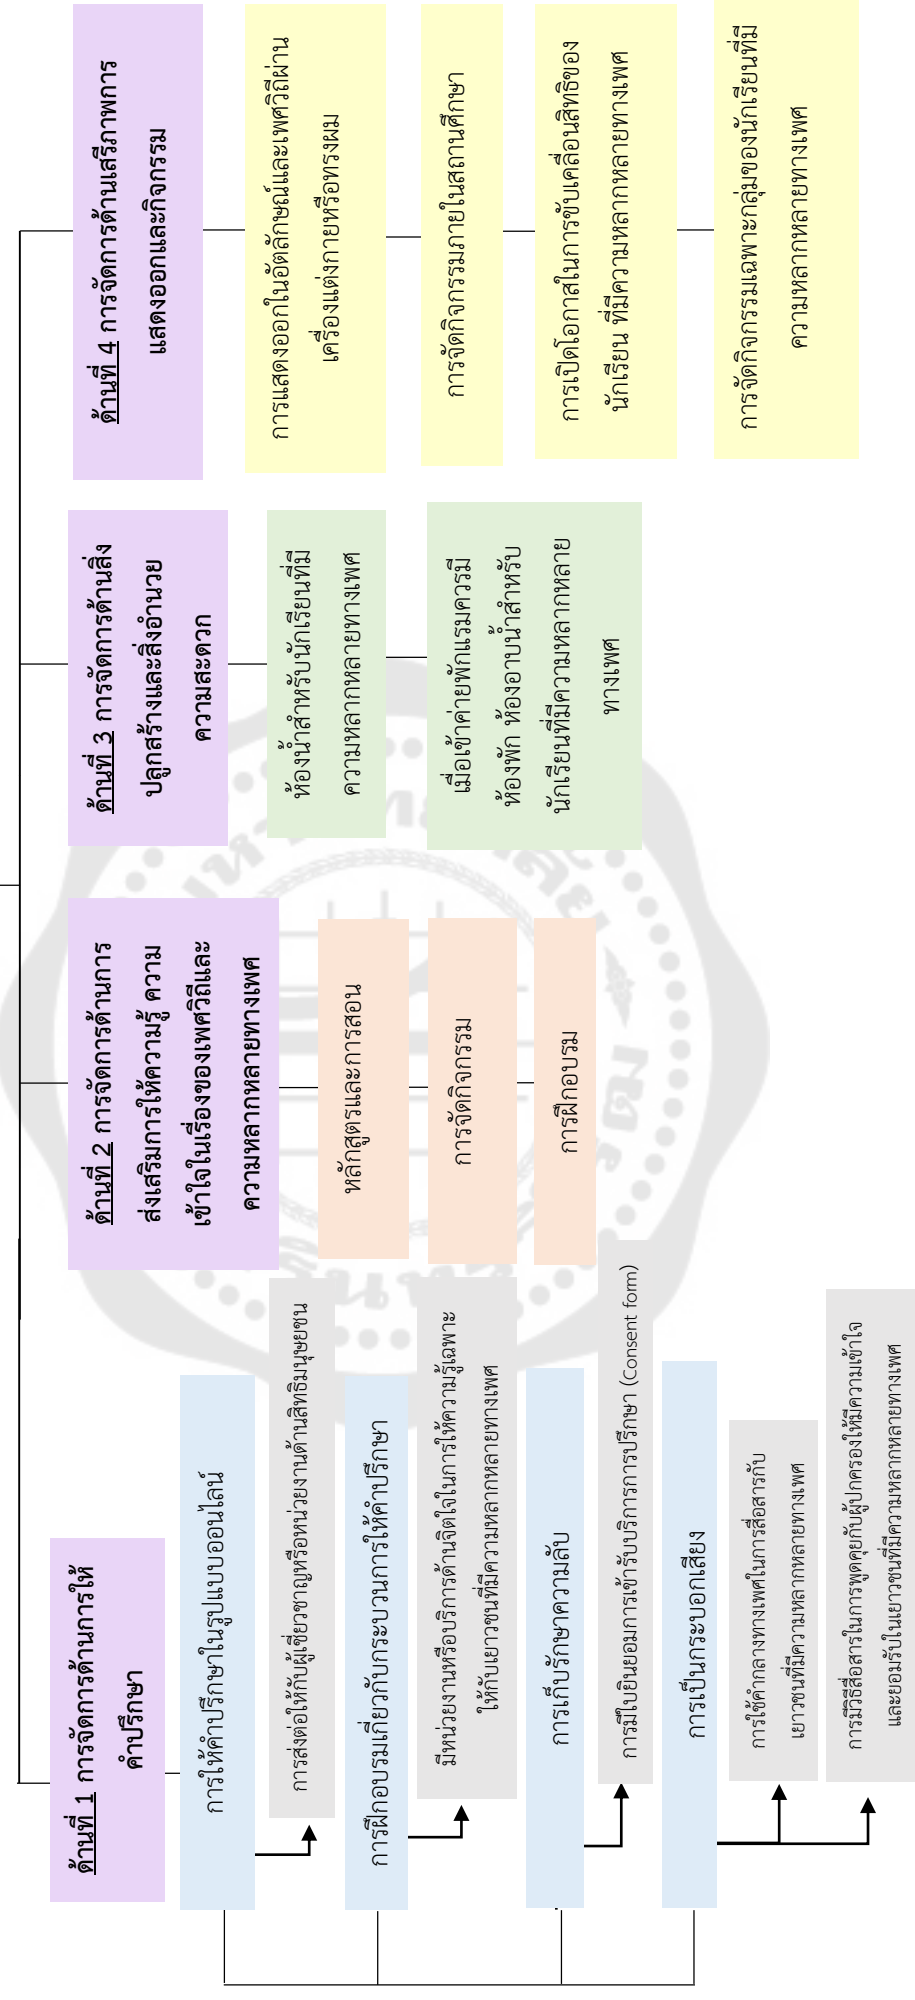 ด้านที่ 1 การจัดการด้านการให้
คำปรึกษา
การให้คำปรึกษาในรูปแบบออนไลน์
การส่งต่อให้กับผู้เชี่ยวชาญหรือหน่วยงานด้านสิทธิมนุษยชน
การฝึกอบรมเกี่ยวกับกระบวนการให้คำปรึกษา
มีหน่วยงานหรือบริการด้านจิตใจในการให้ความรู้เฉพาะ
ให้กับเยาวชนที่มีความหลากหลายทางเพศ
การเก็บรักษาความลับ
การมีใบยินยอมการเข้ารับบริการการปรึกษา (Consent form)
การเป็นกระบอกเสียง
การใช้คำกลางทางเพศในการสื่อสารกับ
เยาวชนที่มีความหลากหลายทางเพศ
การมีวิธีสื่อสารในการพูดคุยกับผู้ปกครองให้มีความเข้าใจ
และยอมรับในเยาวชนที่มีความหลากหลายทางเพศ
ด้านที่ 2 การจัดการด้านการ
ส่งเสริมการให้ความรู้ ความ
เข้าใจในเรื่องของเพศวิถีและ
ความหลากหลายทางเพศ
หลักสูตรและการสอน
การจัดกิจกรรม
การฝึกอบรม
ด้านที่ 3 การจัดการด้านสิ่ง
ปลูกสร้างและสิ่งอำนวย
ความสะดวก
ห้องน้ำสำหรับนักเรียนที่มี
ความหลากหลายทางเพศ
เมื่อเข้าค่ายพักแรมควรมี
ห้องพัก ห้องอาบน้ำสำหรับ
นักเรียนที่มีความหลากหลาย
ทางเพศ
ด้านที่ 4 การจัดการด้านเสรีภาพการ
แสดงออกและกิจกรรม
การแสดงออกในอัตลักษณ์และเพศวิถีผ่าน
เครื่องแต่งกายหรือทรงผม
การจัดกิจกรรมภายในสถานศึกษา
การเปิดโอกาสในการขับเคลื่อนสิทธิของ
นักเรียน ที่มีความหลากหลายทางเพศ
การจัดกิจกรรมเฉพาะกลุ่มของนักเรียนที่มี
ความหลากหลายทางเพศ